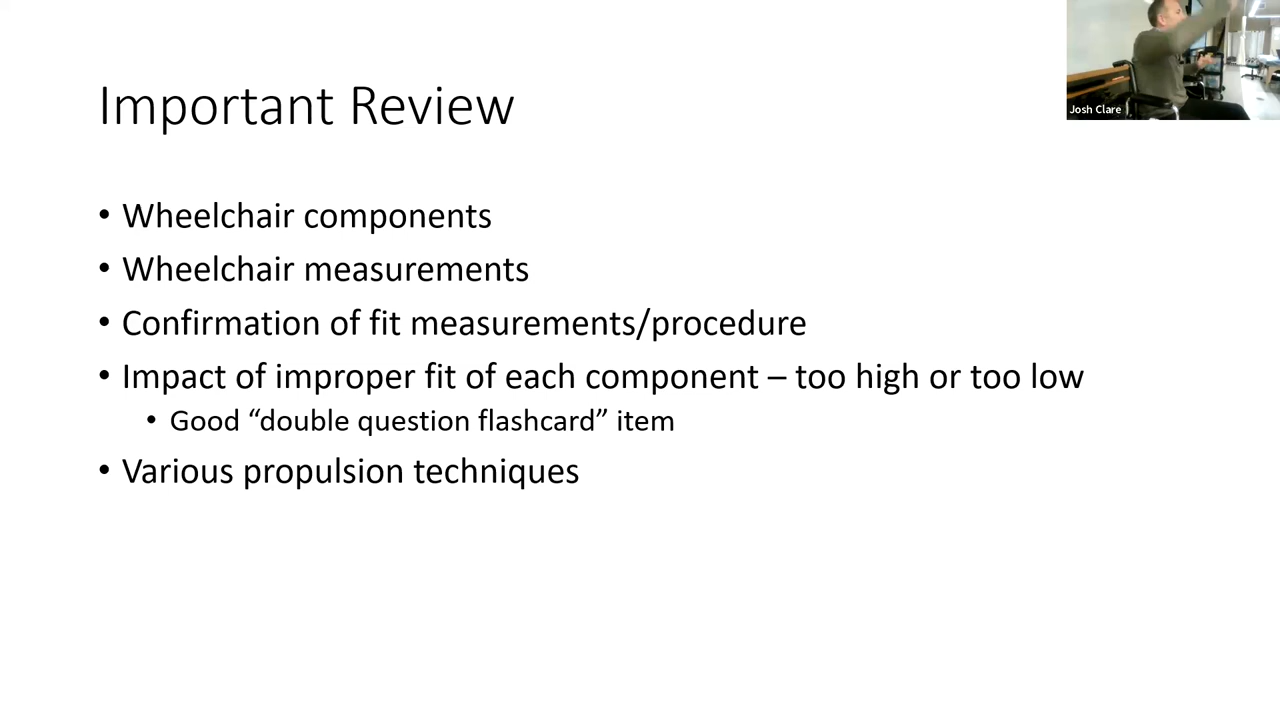 Important Review
Josh Clare
• Wheelchair components
• Wheelchair measurements
• Confirmation of fit measurements/procedure
• Impact of improper fit of each component – too high or too low
• Good “double question flashcard” item
• Various propulsion techniques